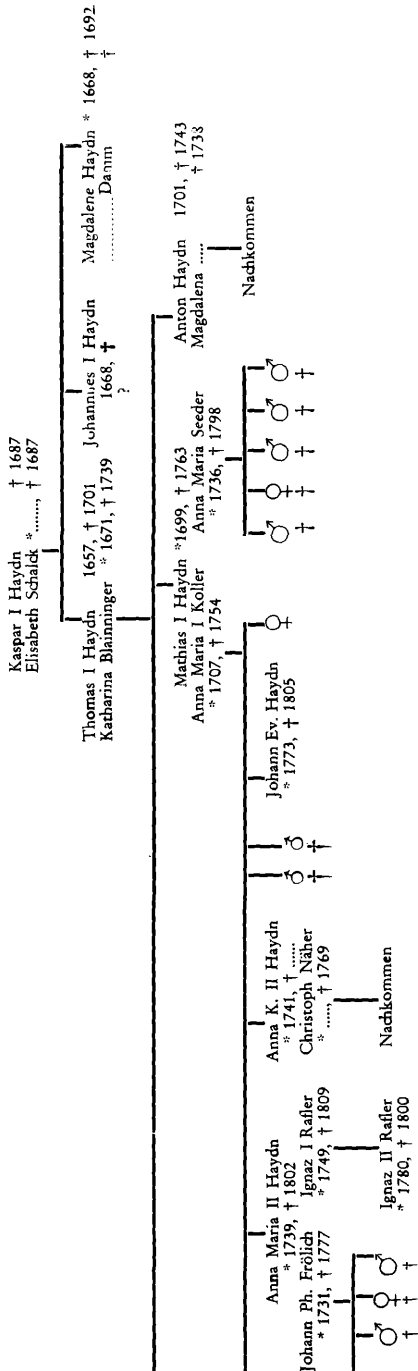 Kaspar I Haydn † 1687
Elisabeth Schalck * ........, † 1687
Thomas I Haydn 1657, † 1701
Katharina Blaininger * 1671, † 1739
Johannes I Haydn
1668, †
?
Magdalene Haydn * 1668, † 1692
............... Damm †
Mathias I Haydn *1699, † 1763
Anna Maria I Koller
* 1707, † 1754
Anna Maria Seeder
* 1736, † 1798
Anton Haydn 1701, † 1743
Magdalena ..... † 1738
Nachkommen
♂ ♀ ♂ ♂ ♂
† † † † †
Anna Maria II Haydn
* 1739, † 1802
Johann Ph. Frölich
* 1731, † 1777
Ignaz I Rafler
* 1749, † 1809
Anna K. II Haydn
* 1741, † .......
Christoph Näher
* ......, † 1769
♂ ♂
† †
Johann Ev. Haydn
* 1773, † 1805
♀
♂ ♀ ♂
† † †
Ignaz II Rafler
* 1780, † 1800
Nachkommen